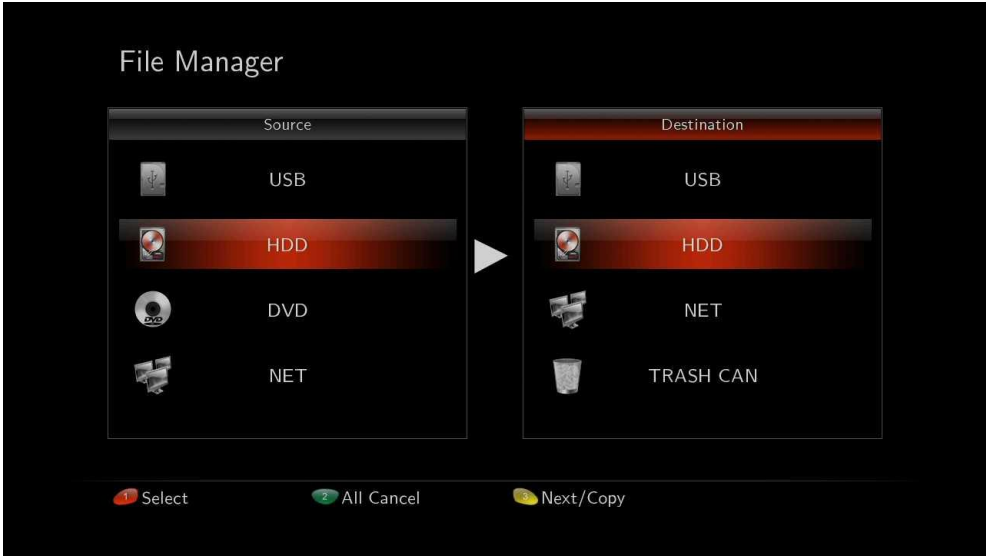 File Manager
Source
USB
HDD
DVD
DVD
NET
Destination
USB
HDD
NET
TRASH CAN
1 Select
2 All Cancel
3 Next/Copy